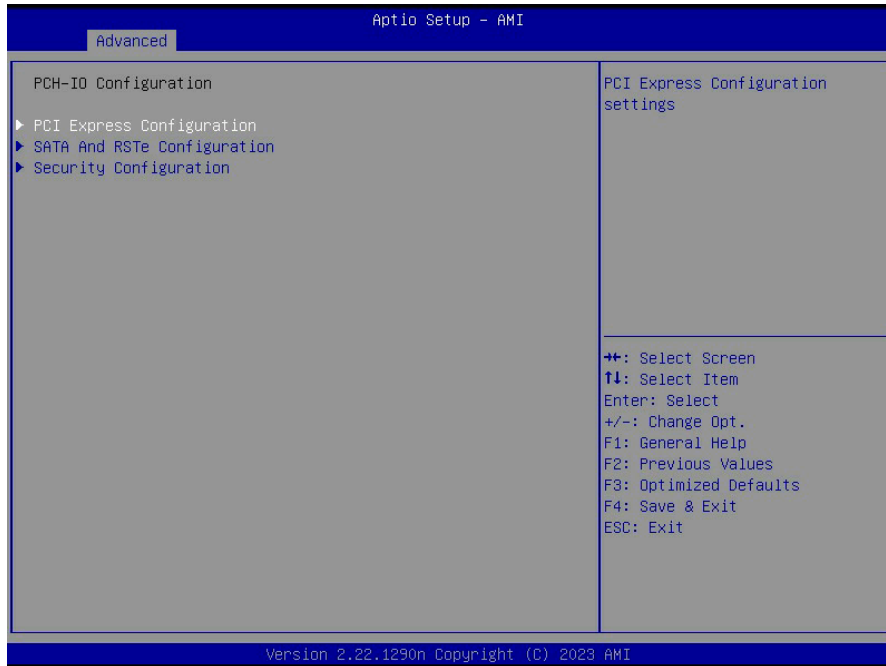 Aptio Setup – AMI
Advanced
PCH-IO Configuration
PCI Express Configuration
SATA And RSTe Configuration
Security Configuration
PCI Express Configuration
settings
→←: Select Screen
↑↓: Select Item
Enter: Select
+/-: Change Opt.
F1: General Help
F2: Previous Values
F3: Optimized Defaults
F4: Save & Exit
ESC: Exit
Version 2.22.1290n Copyright (C) 2023 AMI